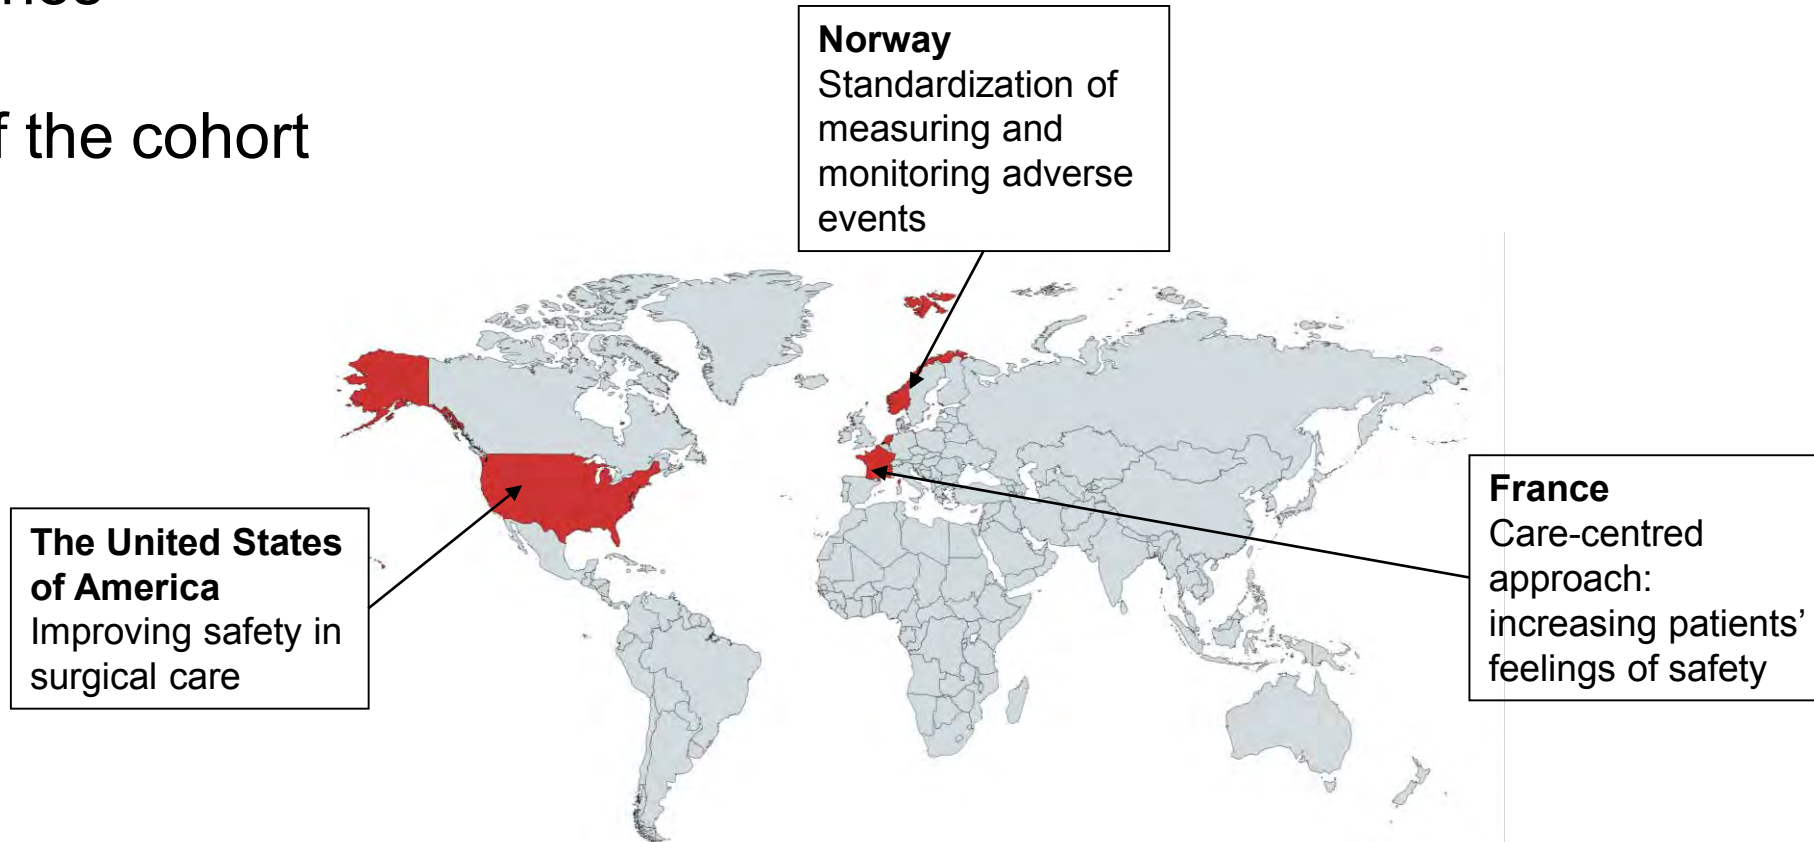 of the cohort
Norway
Standardization of
measuring and
monitoring adverse
events
The United States
of America
Improving safety in
surgical care
France
Care-centred
approach:
increasing patients’
feelings of safety